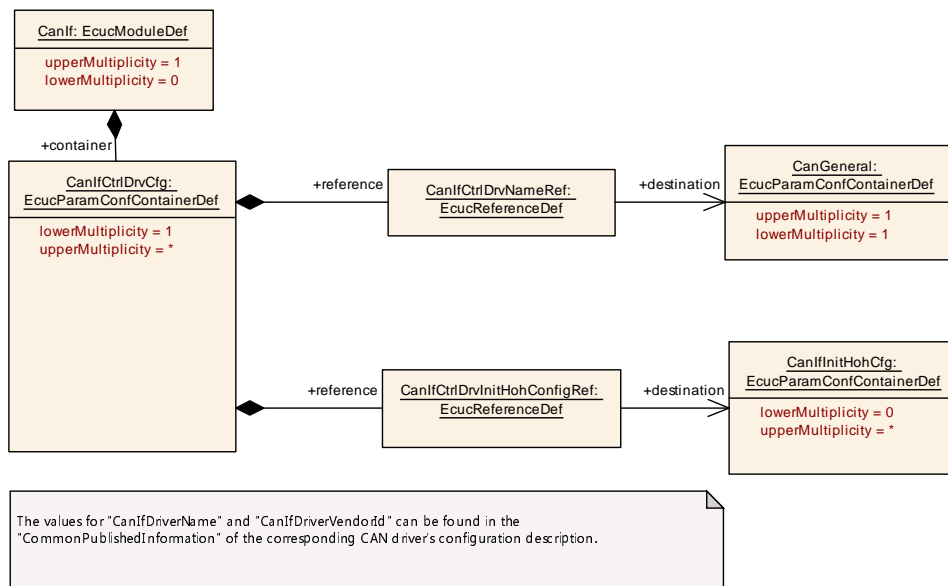 CanIf: EcucModuleDef
upperMultiplicity = 1
lowerMultiplicity = 0
+container
CanIfCtrlDrvCfg:
EcucParamConfContainerDef
lowerMultiplicity = 1
upperMultiplicity = *
+reference
CanIfCtrlDrvNameRef:
EcucReferenceDef
+destination
CanGeneral:
EcucParamConfContainerDef
upperMultiplicity = 1
lowerMultiplicity = 1
+reference
CanIfCtrlDrvInitHohConfigRef:
EcucReferenceDef
+destination
CanIfInitHohCfg:
EcucParamConfContainerDef
lowerMultiplicity = 0
upperMultiplicity = *
The values for "CanIfDriverName" and "CanIfDriverVendorId" can be found in the
"CommonPublishedInformation" of the corresponding CAN driver's configuration description.